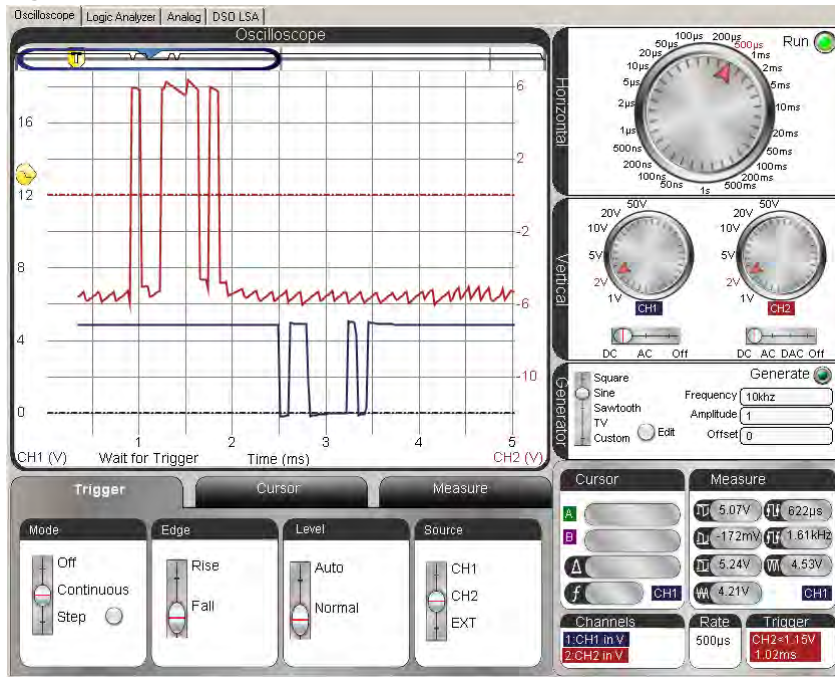 Oscilloscope Logic Analyzer Analog DSO LSA
Oscilloscope
T
16
12
8
4
0
6
2
-2
-6
-10
1 2 3 4 5
CH1 (V) Wait for Trigger Time (ms) CH2 (V)
Horizontal
Run
50ns
100ns
200ns
500ns
1µs
2µs
5µs
10µs
20µs
50µs
100µs
200µs
500µs
1ms
2ms
5ms
10ms
20ms
50ms
100ms
200ms
500ms
1s
Vertical
50V
20V
10V
5V
2V
1V
CH1
DC AC Off
50V
20V
10V
5V
2V
1V
CH2
DC AC DAC Off
Generator
Square
Sine
Sawtooth
TV
Custom
Edit
Generate
Frequency 10khz
Amplitude 1
Offset 0
Trigger Cursor Measure
Mode
Off
Continuous
Step
Edge
Rise
Fall
Level
Auto
Normal
Source
CH1
CH2
EXT
Cursor
A
B
Δ
f
CH1
Measure
5.07V 622µs
-172mV 1.61kHz
5.24V 4.53V
4.21V CH1
Channels
1:CH1 in V
2:CH2 in V
Rate
500µs
Trigger
CH2<1.15V
1.02ms